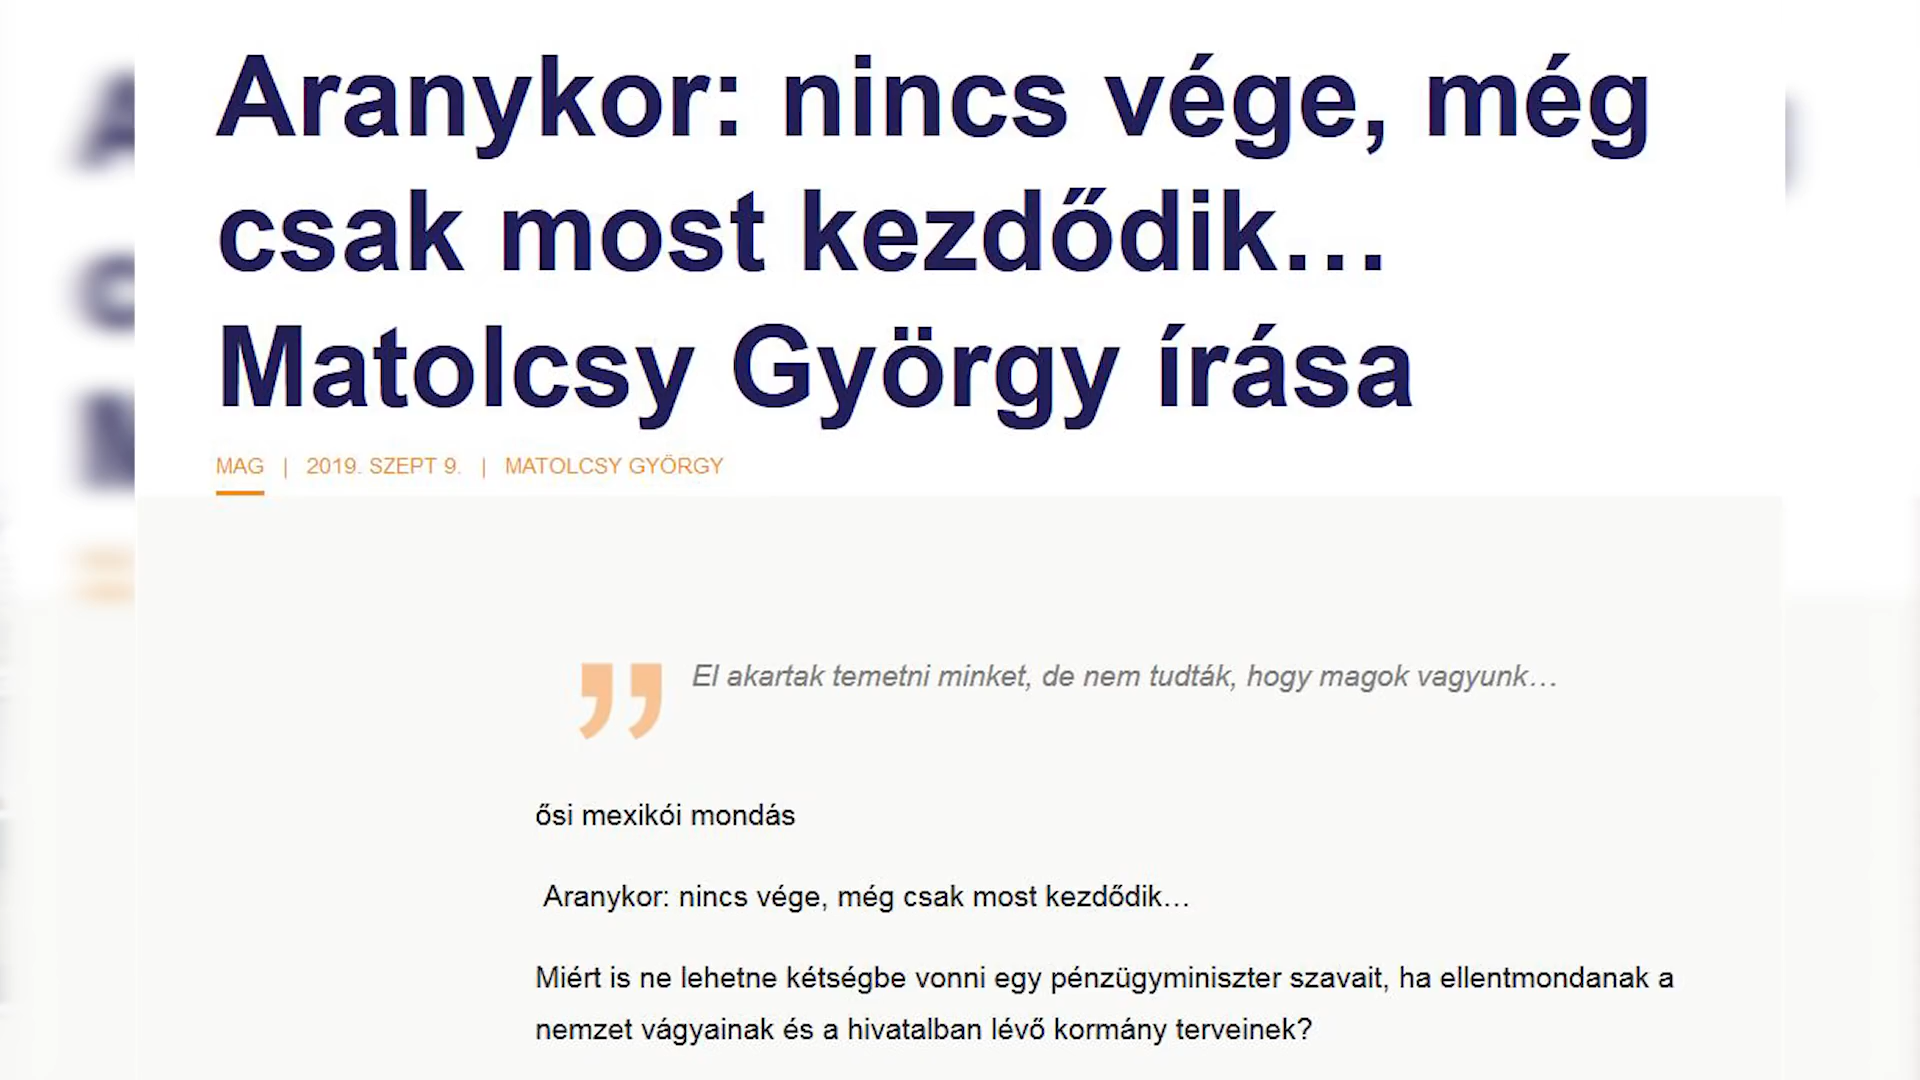 Aranykor: nincs vége, még
csak most kezdődik…
Matolcsy György írása
MAG | 2019. SZEPT 9. | MATOLCSY GYÖRGY
El akartak temetni minket, de nem tudták, hogy magok vagyunk…
ősi mexikói mondás
Aranykor: nincs vége, még csak most kezdődik…
Miért is ne lehetne kétségbe vonni egy pénzügyminiszter szavait, ha ellentmondanak a
nemzet vágyainak és a hivatalban lévő kormány terveinek?